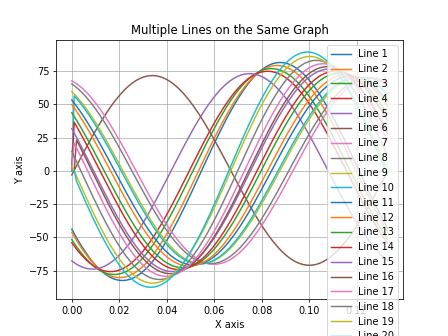 Multiple Lines on the Same Graph
Y axis
75
50
25
0
−25
−50
−75
0.00 0.02 0.04 0.06 0.08 0.10
X axis
Line 1
Line 2
Line 3
Line 4
Line 5
Line 6
Line 7
Line 8
Line 9
Line 10
Line 11
Line 12
Line 13
Line 14
Line 15
Line 16
Line 17
Line 18
Line 19
Line 20